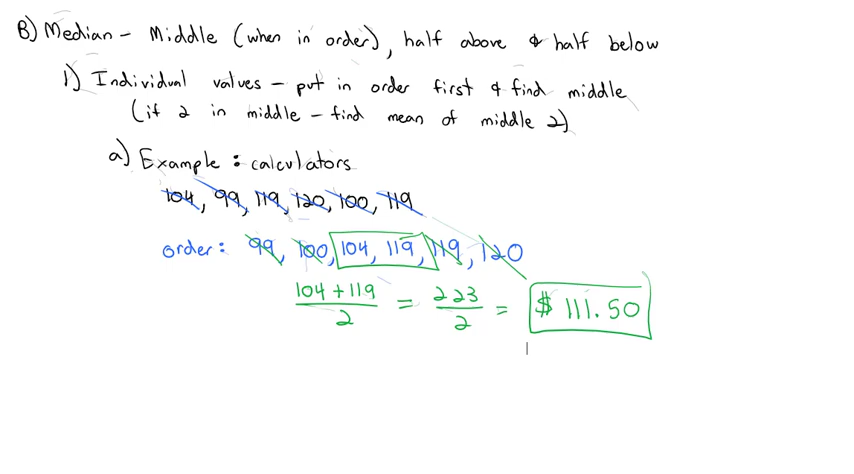 B) Median - Middle (when in order), half above & half below
1) Individual values - put in order first & find middle
(if 2 in middle - find mean of middle 2)
a) Example: calculators
104, 99, 119, 120, 100, 119
order: 99, 100, 104, 119, 119, 120
104 + 119 / 2 = 223 / 2 = $ 111.50